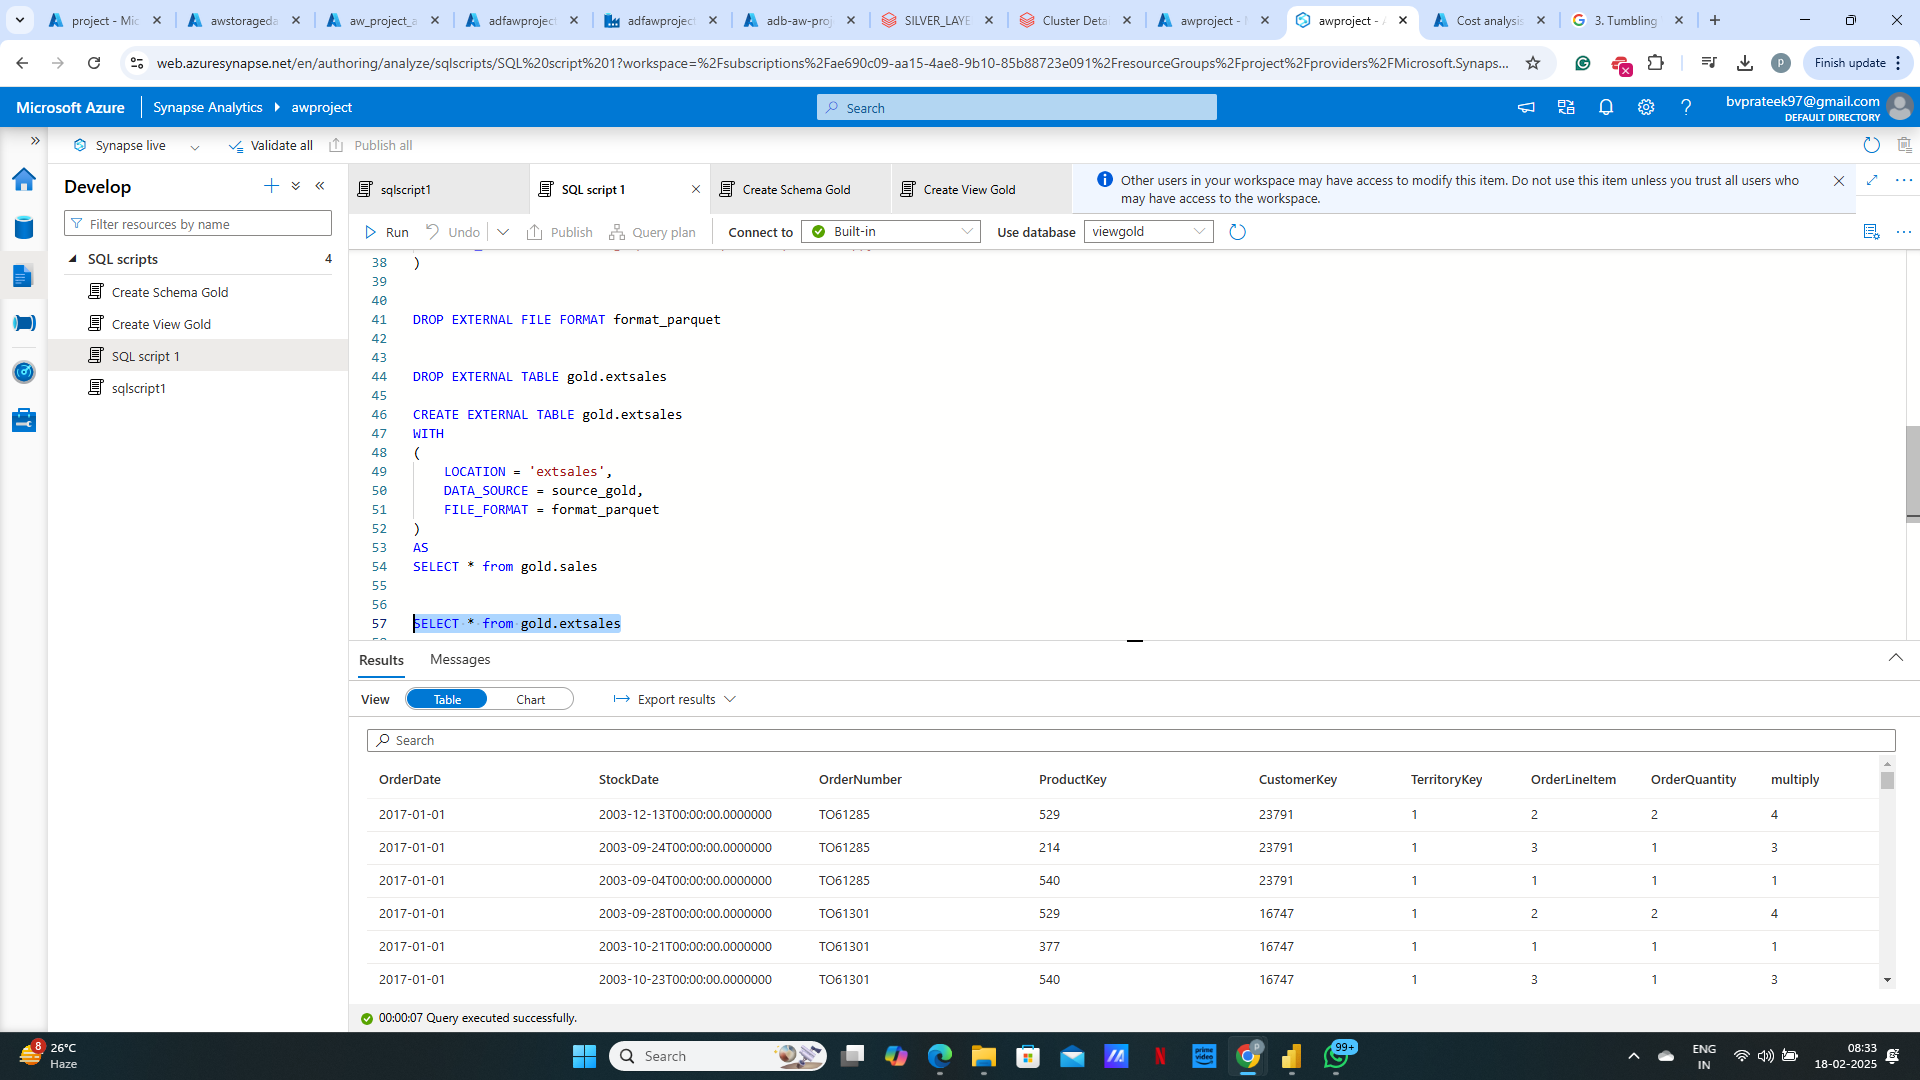 project - Mic
awstorageda
aw_project_a
adfawproject
adfawproject
adb-aw-proj
SILVER_LAYE
Cluster Deta
awproject - M
awproject - A
Cost analysis
3. Tumbling
web.azuresynapse.net/en/authoring/analyze/sqlscripts/SQL%20script%201?workspace=%2Fsubscriptions%2Fae690c09-aa15-4ae8-9b10-85b88723e091%2FresourceGroups%2Fproject%2Fproviders%2FMicrosoft.Synaps...
P
Finish update
Microsoft Azure
Synapse Analytics
awproject
Search
bvprateek97@gmail.com
DEFAULT DIRECTORY
Synapse live
Validate all
Publish all
Develop
Filter resources by name
SQL scripts 4
Create Schema Gold
Create View Gold
SQL script 1
sqlscript1
sqlscript1
SQL script 1
Create Schema Gold
Create View Gold
Other users in your workspace may have access to modify this item. Do not use this item unless you trust all users who
may have access to the workspace.
Run
Undo
Publish
Query plan
Connect to
Built-in
Use database
viewgold
38 )
39
40
41 DROP EXTERNAL FILE FORMAT format_parquet
42
43
44 DROP EXTERNAL TABLE gold.extsales
45
46 CREATE EXTERNAL TABLE gold.extsales
47 WITH
48 (
49 LOCATION = 'extsales',
50 DATA_SOURCE = source_gold,
51 FILE_FORMAT = format_parquet
52 )
53 AS
54 SELECT * from gold.sales
55
56
57 SELECT * from gold.extsales
Results
Messages
View
Table
Chart
Export results
Search
OrderDate StockDate OrderNumber ProductKey CustomerKey TerritoryKey OrderLineItem OrderQuantity multiply
2017-01-01 2003-12-13T00:00:00.0000000 TO61285 529 23791 1 2 2 4
2017-01-01 2003-09-24T00:00:00.0000000 TO61285 214 23791 1 3 1 3
2017-01-01 2003-09-04T00:00:00.0000000 TO61285 540 23791 1 1 1 1
2017-01-01 2003-09-28T00:00:00.0000000 TO61301 529 16747 1 2 2 4
2017-01-01 2003-10-21T00:00:00.0000000 TO61301 377 16747 1 1 1 1
2017-01-01 2003-10-23T00:00:00.0000000 TO61301 540 16747 1 3 1 3
00:00:07 Query executed successfully.
8
26°C
Haze
Search
prime video
99+
ENG
IN
08:33
18-02-2025